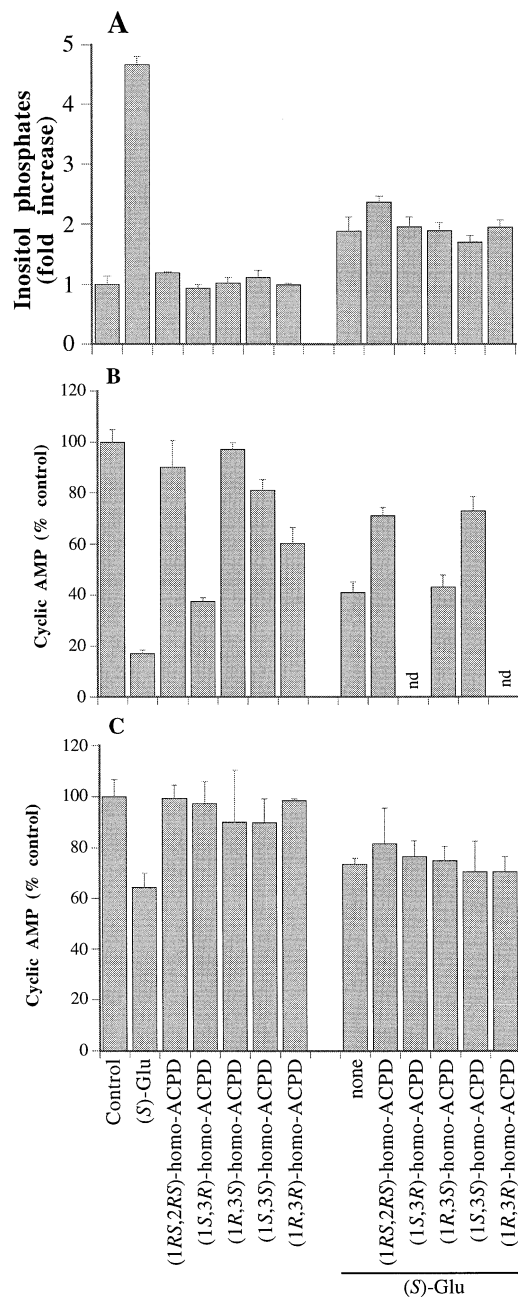 A
Inositol phosphates
(fold increase)
5
4
3
2
1
0
B
Cyclic AMP (% control)
120
100
80
60
40
20
0
nd
nd
C
Cyclic AMP (% control)
120
100
80
60
40
20
0
Control
(S)-Glu
(1RS,2RS)-homo-ACPD
(1S,3R)-homo-ACPD
(1R,3S)-homo-ACPD
(1S,3S)-homo-ACPD
(1R,3R)-homo-ACPD
none
(1RS,2RS)-homo-ACPD
(1S,3R)-homo-ACPD
(1R,3S)-homo-ACPD
(1S,3S)-homo-ACPD
(1R,3R)-homo-ACPD
(S)-Glu